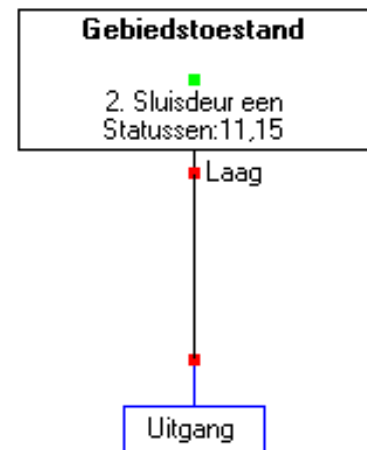 Gebiedstoestand
2. Sluisdeur een
Statussen:11,15
Laag
Uitgang